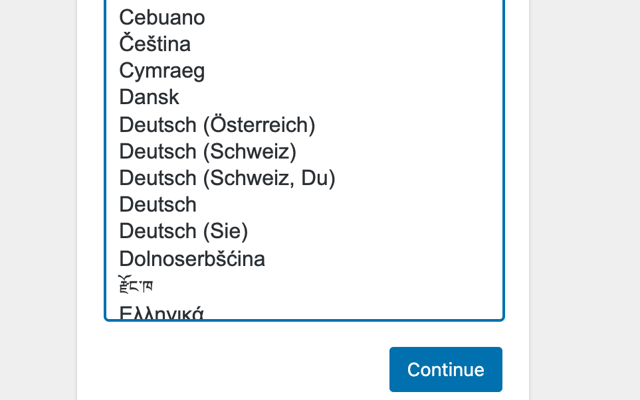 Cebuano
Čeština
Cymraeg
Dansk
Deutsch (Österreich)
Deutsch (Schweiz)
Deutsch (Schweiz, Du)
Deutsch
Deutsch (Sie)
Dolnoserbšćina
རྫོང་ཁ
Ελληνικά
Continue